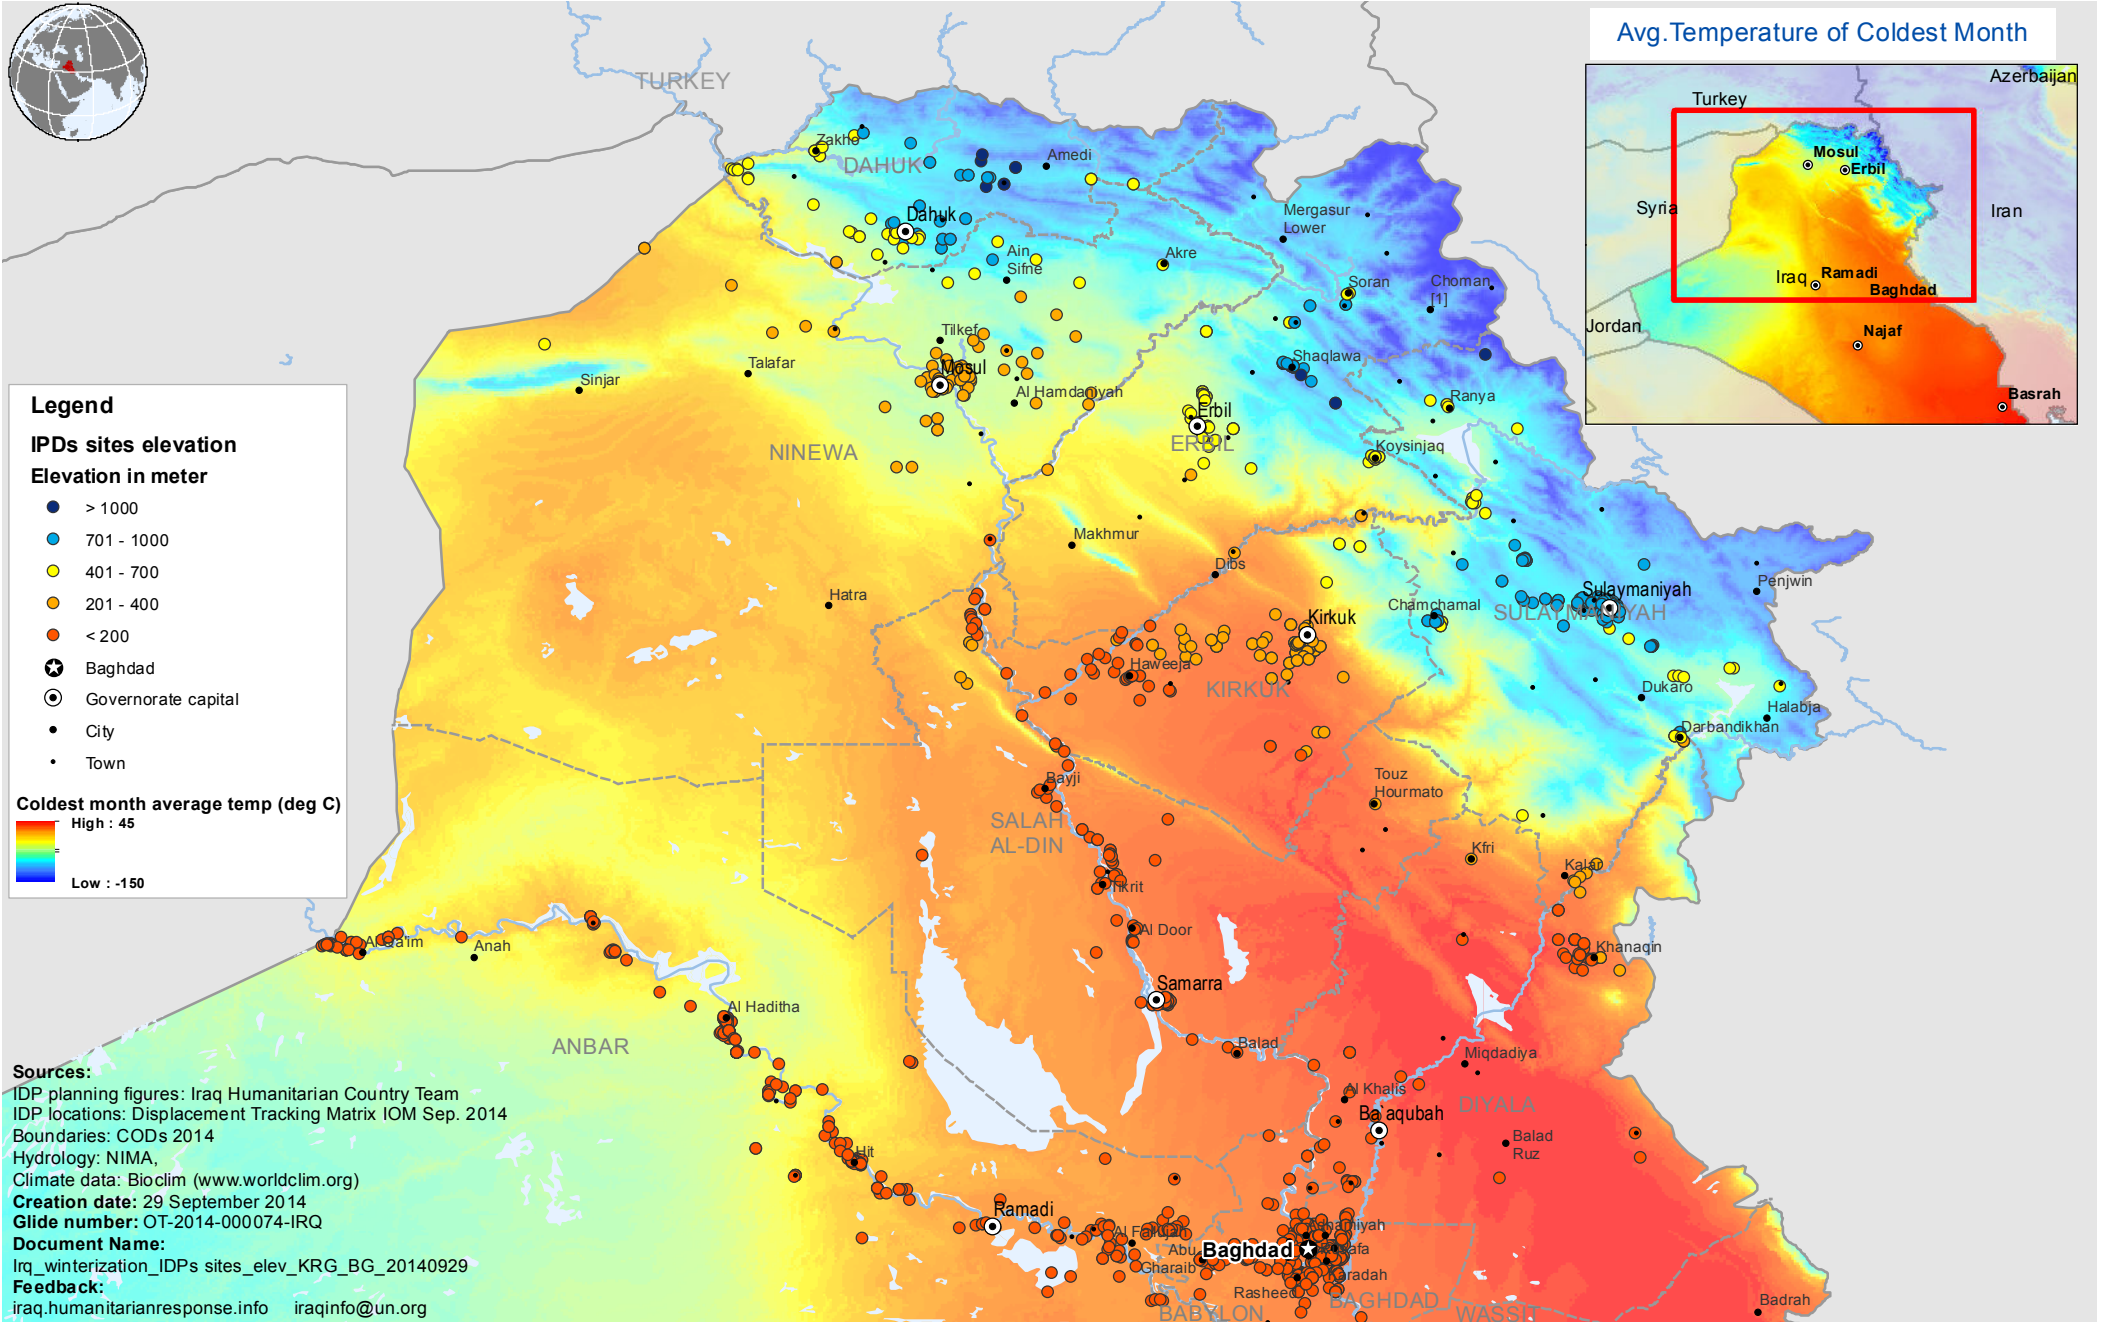 Avg.Temperature of Coldest Month
Azerbaijan
Turkey
Mosul
Erbil
Syria
Iran
Iraq
Ramadi
Baghdad
Jordan
Najaf
Basrah
TURKEY
Zakho
DAHUK
Amedi
Dahuk
Mergasur
Lower
Ain
Sifne
Akre
Soran
Choman
[1]
Tilkef
Mosul
Shaqlawa
Talafar
Sinjar
Al Hamdaniyah
Ranya
Erbil
ERBIL
Koysinjaq
NINEWA
Makhmur
Dibs
Hatra
Kirkuk
Chamchamal
Sulaymaniyah
SULAYMANIYAH
Penjwin
Haweeja
KIRKUK
Dukaro
Halabja
Darbandikhan
Bayji
Touz
Hourmato
SALAH
AL-DIN
Kfri
Kalar
Tikrit
Al Door
Khanaqin
Al Qa'im
Anah
Samarra
Al Haditha
ANBAR
Balad
Miqdadiya
Al Khalis
DIYALA
Ba'aqubah
Balad
Ruz
Hit
Ramadi
Abu
Gharaib
Baghdad
Rasheed
Karadah
BAGHDAD
BABYLON
WASSIT
Badrah
Legend
IPDs sites elevation
Elevation in meter
> 1000
701 - 1000
401 - 700
201 - 400
< 200
Baghdad
Governorate capital
City
Town
Coldest month average temp (deg C)
High : 45
Low : -150
Sources:
IDP planning figures: Iraq Humanitarian Country Team
IDP locations: Displacement Tracking Matrix IOM Sep. 2014
Boundaries: CODs 2014
Hydrology: NIMA,
Climate data: Bioclim (www.worldclim.org)
Creation date: 29 September 2014
Glide number: OT-2014-000074-IRQ
Document Name:
Irq_winterization_IDPs sites_elev_KRG_BG_20140929
Feedback:
iraq.humanitarianresponse.info iraqinfo@un.org